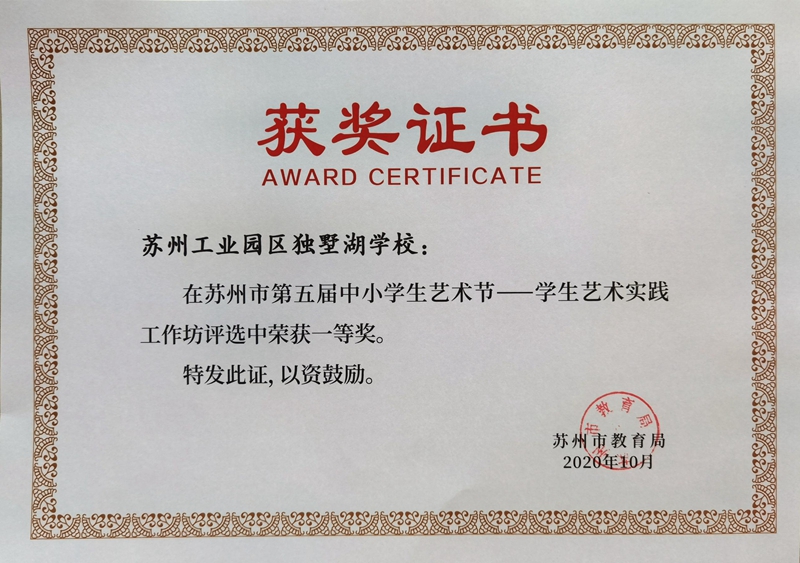 获奖证书
AWARD CERTIFICATE
苏州工业园区独墅湖学校：
在苏州市第五届中小学生艺术节——学生艺术实践
工作坊评选中荣获一等奖。
特发此证，以资鼓励。
苏州市教育局
2020年10月